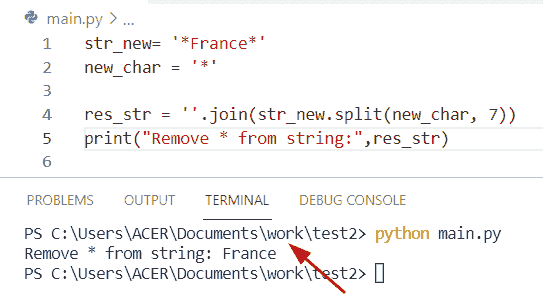 main.py > ...
1 str_new= '*France*'
2 new_char = '*'
3
4 res_str = ''.join(str_new.split(new_char, 7))
5 print("Remove * from string:",res_str)
6
PROBLEMS OUTPUT TERMINAL DEBUG CONSOLE
PS C:\Users\ACER\Documents\work\test2> python main.py
Remove * from string: France
PS C:\Users\ACER\Documents\work\test2>